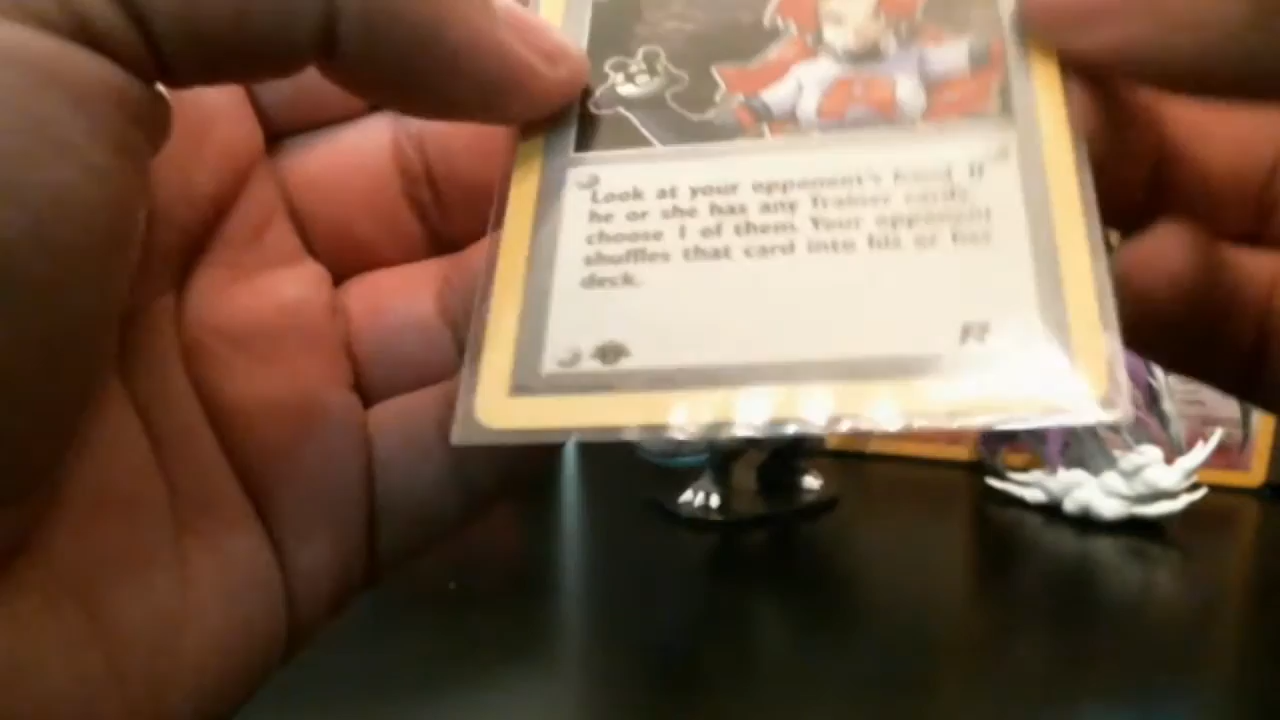 Look at your opponent's hand. If
he or she has any Trainer cards,
choose 1 of them. Your opponent
shuffles that card into his or her
deck.